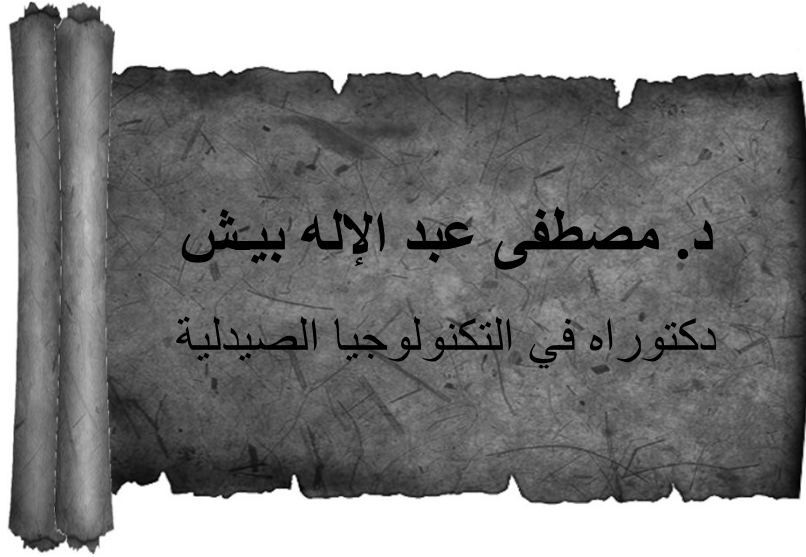 د. مصطفى عبد الإله بيش
دكتوراه في التكنولوجيا الصيدلية